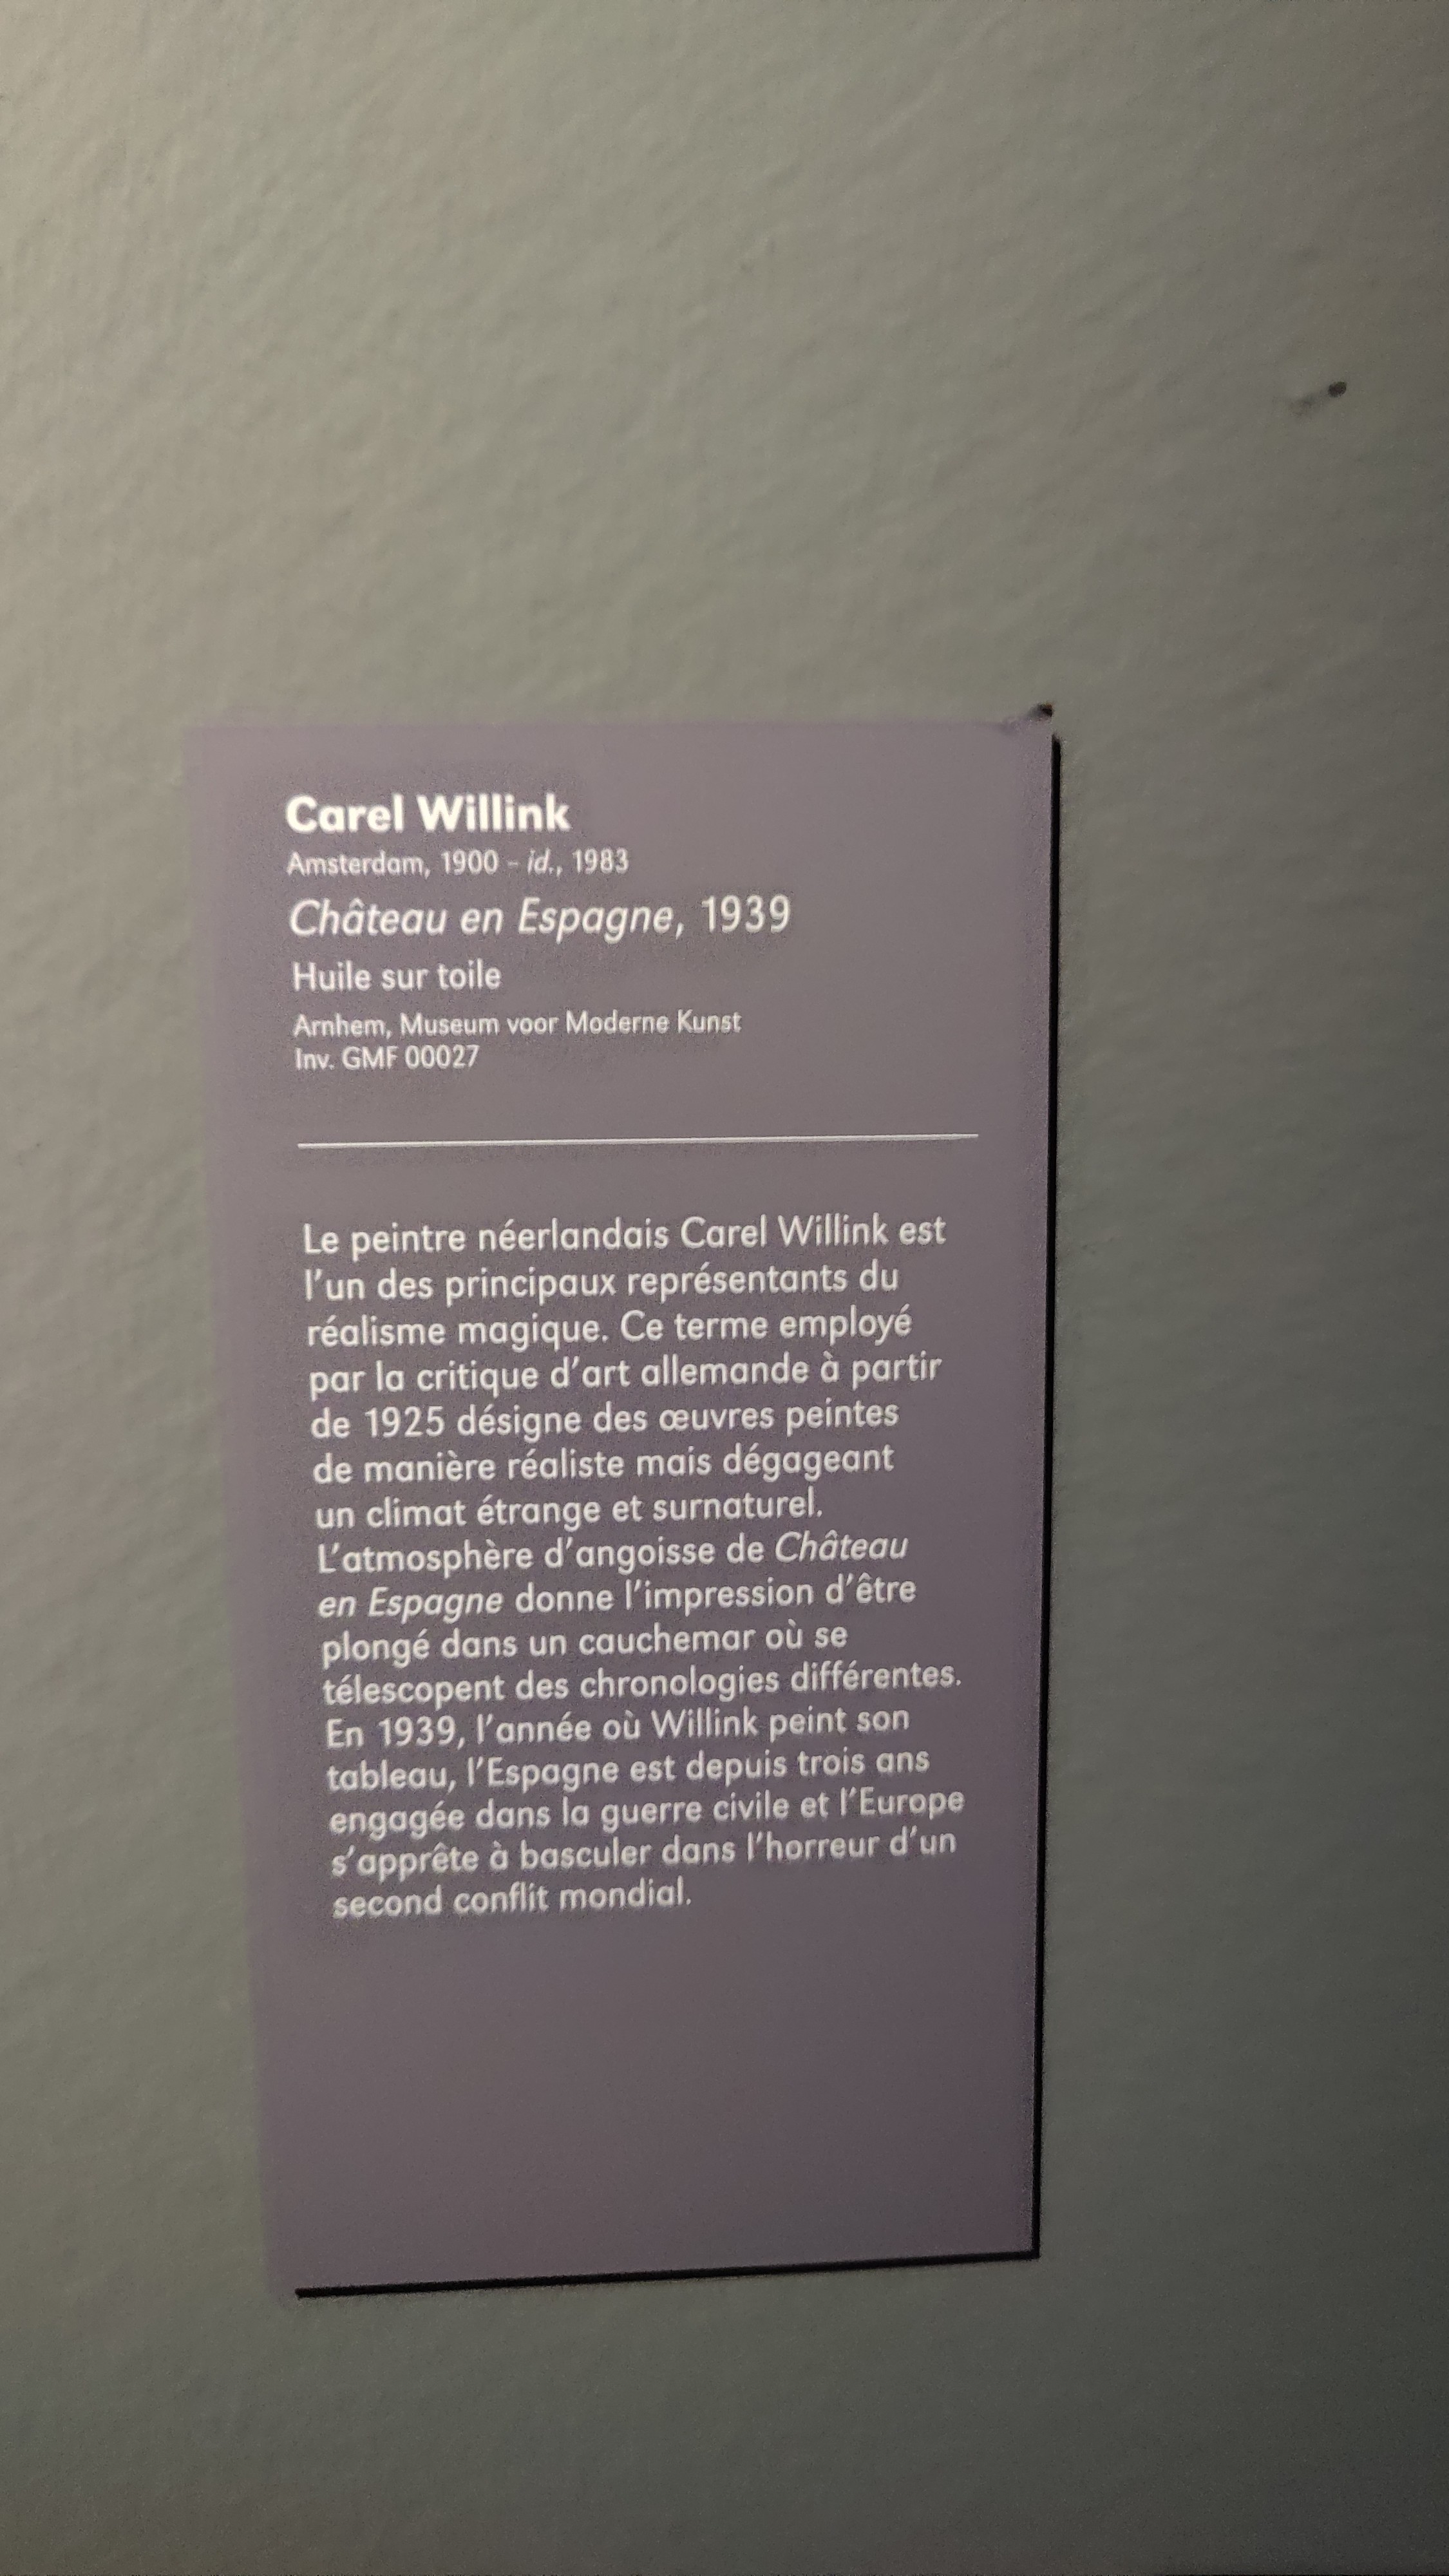 Carel Willink
Amsterdam, 1900 – id., 1983
Château en Espagne, 1939
Huile sur toile
Arnhem, Museum voor Moderne Kunst
Inv. GMF 00027
Le peintre néerlandais Carel Willink est
l'un des principaux représentants du
réalisme magique. Ce terme employé
par la critique d'art allemande à partir
de 1925 désigne des œuvres peintes
de manière réaliste mais dégageant
un climat étrange et surnaturel.
L'atmosphère d'angoisse de Château
en Espagne donne l'impression d'être
plongé dans un cauchemar où se
télescopent des chronologies différentes.
En 1939, l'année où Willink peint son
tableau, l'Espagne est depuis trois ans
engagée dans la guerre civile et l'Europe
s'apprête à basculer dans l'horreur d'un
second conflit mondial.